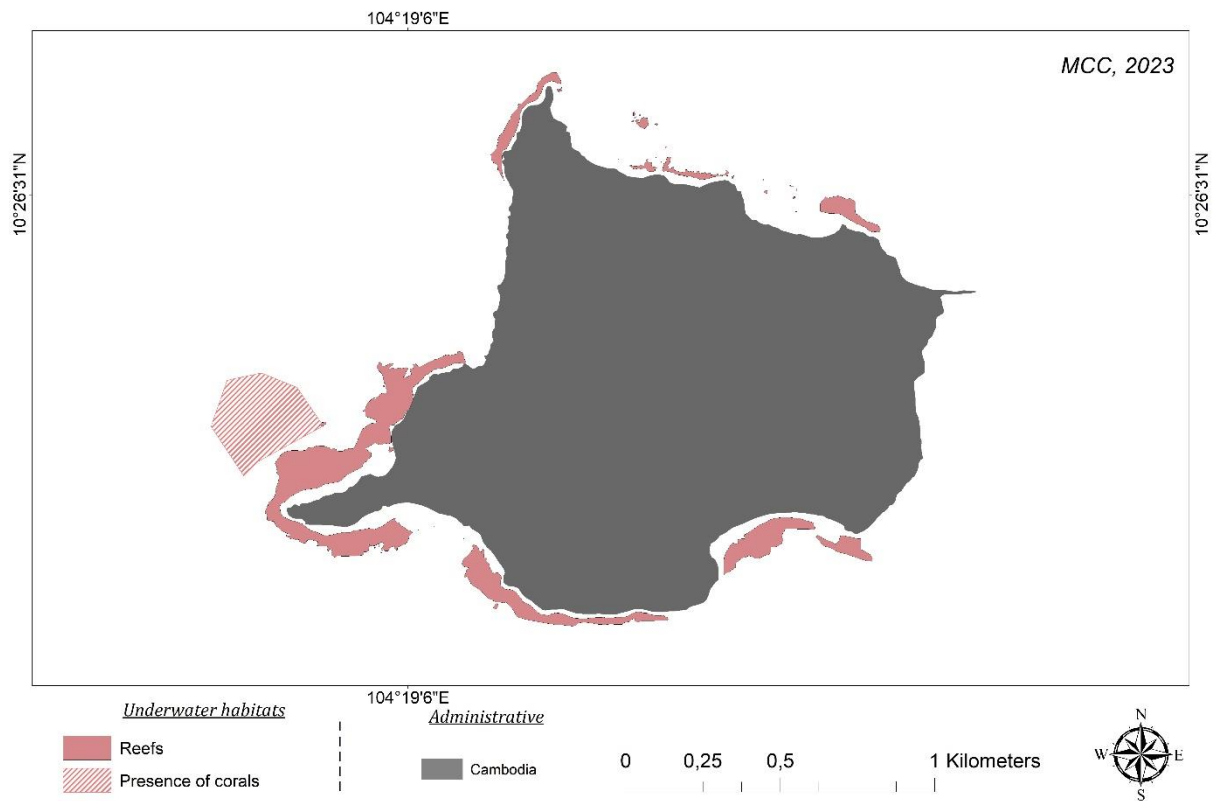 104°19'6"E
MCC, 2023
10°26'31"N
10°26'31"N
104°19'6"E
Underwater habitats
Reefs
Presence of corals
Administrative
Cambodia
0 0,25 0,5 1 Kilometers
N
W E
S